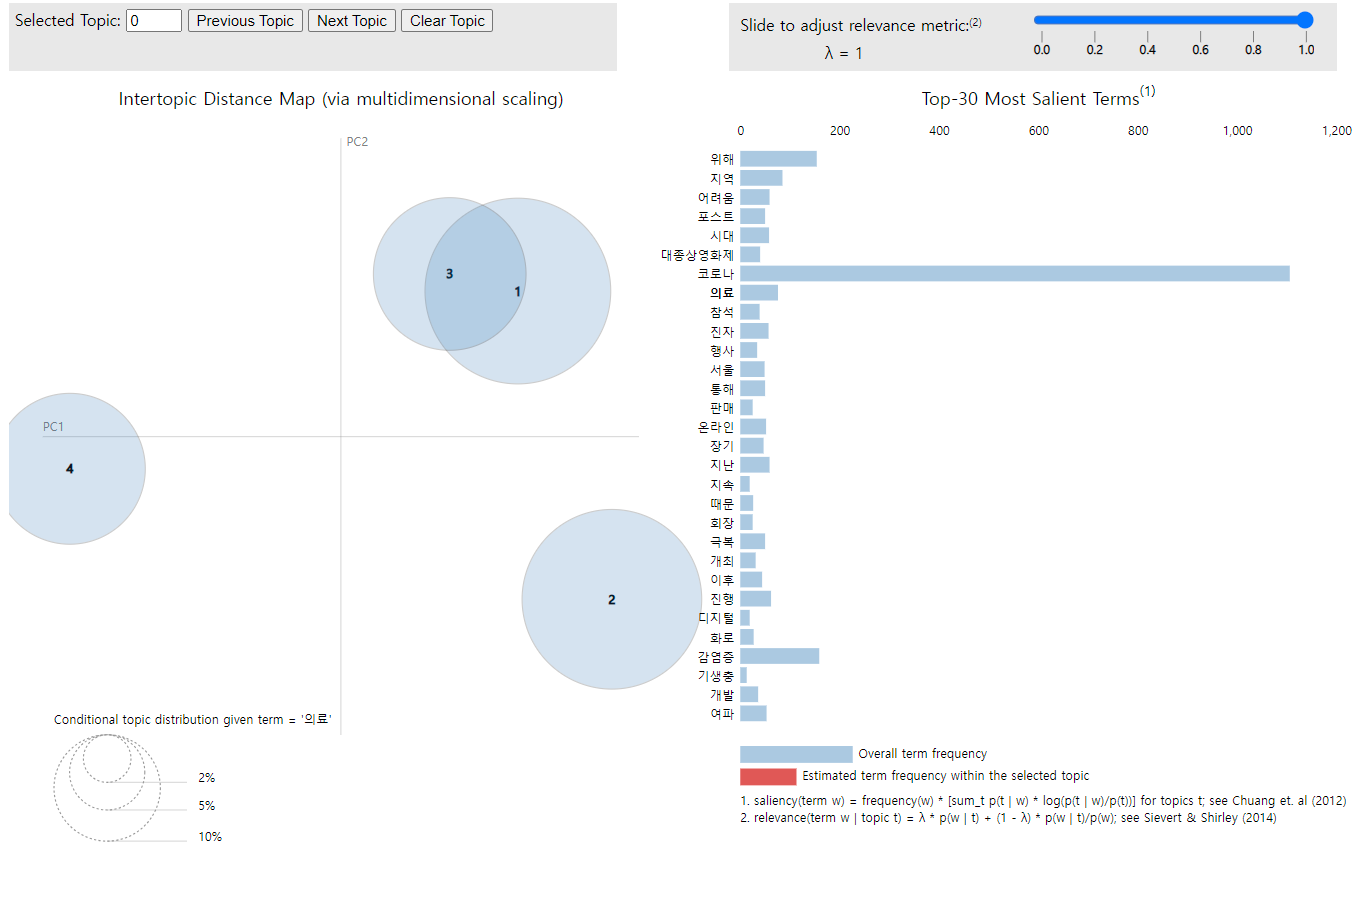 Selected Topic: 0 Previous Topic Next Topic Clear Topic
Slide to adjust relevance metric:(2)
λ = 1
0.0 0.2 0.4 0.6 0.8 1.0
Intertopic Distance Map (via multidimensional scaling)
PC2
3
1
PC1
4
2
Conditional topic distribution given term = '의료'
2%
5%
10%
Top-30 Most Salient Terms(1)
0 200 400 600 800 1,000 1,200
위해
지역
어려움
포스트
시대
대종상영화제
코로나
의료
참석
진자
행사
서울
통해
판매
온라인
장기
지난
지속
때문
회장
극복
개최
이후
진행
디지털
화로
감염증
기생충
개발
여파
Overall term frequency
Estimated term frequency within the selected topic
1. saliency(term w) = frequency(w) * [sum_t p(t | w) * log(p(t | w)/p(t))] for topics t; see Chuang et. al (2012)
2. relevance(term w | topic t) = λ * p(w | t) + (1 - λ) * p(w | t)/p(w); see Sievert & Shirley (2014)